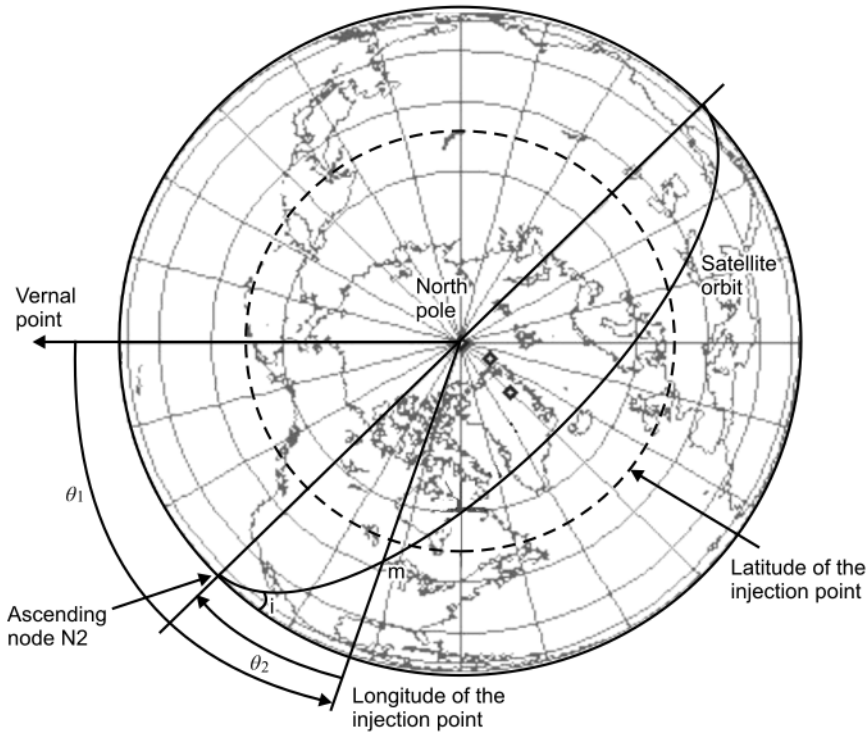 North
pole
Satellite
orbit
Vernal
point
θ1
m
i
Ascending
node N2
θ2
Latitude of the
injection point
Longitude of the
injection point